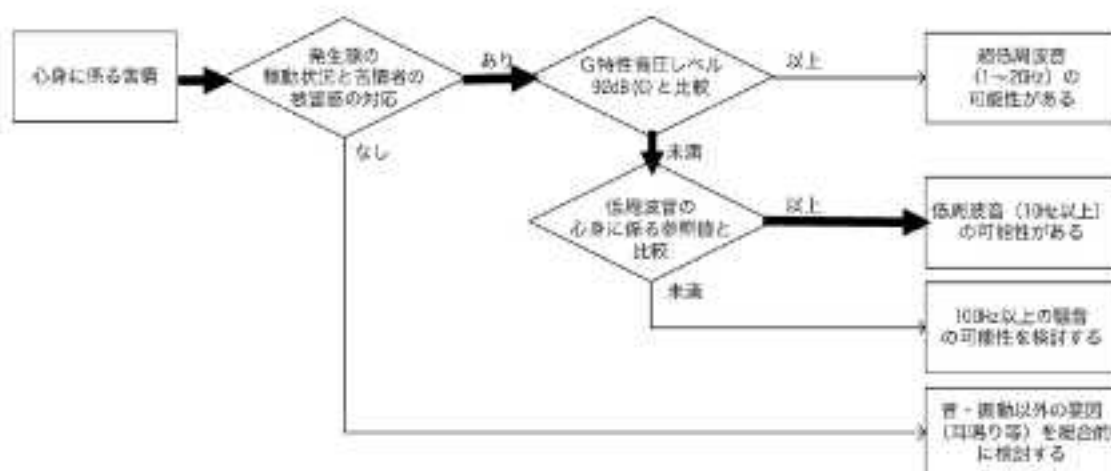 心身に係る苦情
発生源の
稼動状況と苦情者の
被害感の対応
あり
なし
G特性音圧レベル
92dB(G)と比較
以上
未満
超低周波音
(1～20Hz)の
可能性がある
低周波音の
心身に係る参照値と
比較
以上
未満
低周波音(10Hz以上)
の可能性がある
100Hz以上の騒音
の可能性を検討する
音・振動以外の要因
(耳鳴り等)を総合的
に検討する